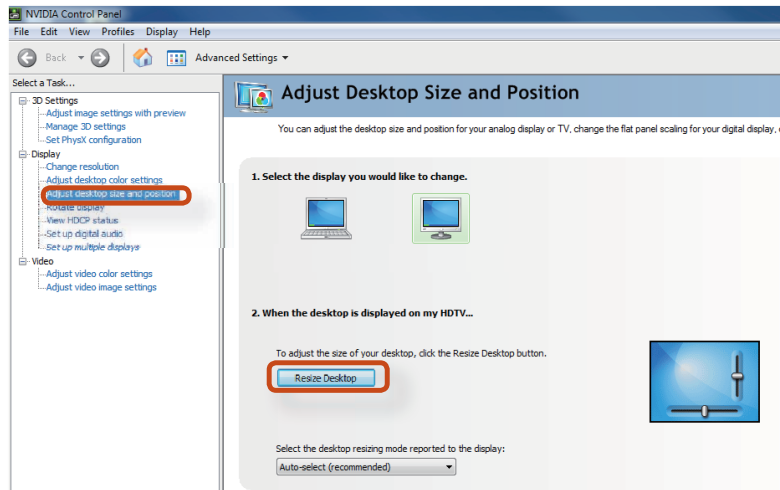 NVIDIA Control Panel
File Edit View Profiles Display Help
Back Advanced Settings
Select a Task...
3D Settings
Adjust image settings with preview
Manage 3D settings
Set PhysX configuration
Display
Change resolution
Adjust desktop color settings
Adjust desktop size and position
Rotate display
View HDCP status
Set up digital audio
Set up multiple displays
Video
Adjust video color settings
Adjust video image settings
Adjust Desktop Size and Position
You can adjust the desktop size and position for your analog display or TV, change the flat panel scaling for your digital display,
1. Select the display you would like to change.
2. When the desktop is displayed on my HDTV...
To adjust the size of your desktop, click the Resize Desktop button.
Resize Desktop
Select the desktop resizing mode reported to the display:
Auto-select (recommended)